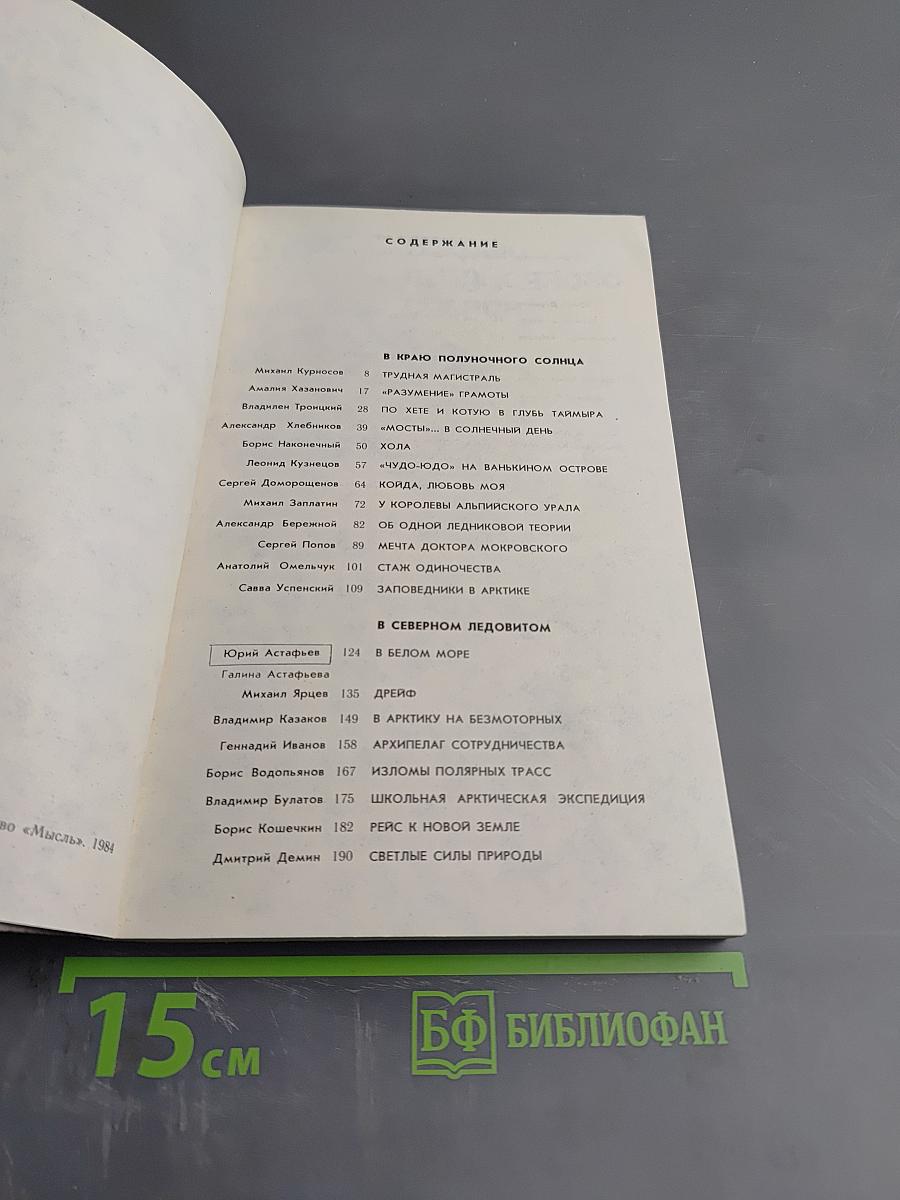 СОДЕРЖАНИЕ
В КРАЮ ПОЛУНОЧНОГО СОЛНЦА
Михаил Курносов 8 ТРУДНАЯ МАГИСТРАЛЬ
Амалия Хазанович 17 «РАЗУМЕНИЕ» ГРАМОТЫ
Владилен Троицкий 28 ПО ХЕТЕ И КОТУЮ В ГЛУБЬ ТАЙМЫРА
Александр Хлебников 39 «МОСТЫ»... В СОЛНЕЧНЫЙ ДЕНЬ
Борис Наконечный 50 ХОЛА
Леонид Кузнецов 57 «ЧУДО-ЮДО» НА ВАНЬКИНОМ ОСТРОВЕ
Сергей Доморощенов 64 КОЙДА, ЛЮБОВЬ МОЯ
Михаил Заплатин 72 У КОРОЛЕВЫ АЛЬПИЙСКОГО УРАЛА
Александр Бережной 82 ОБ ОДНОЙ ЛЕДНИКОВОЙ ТЕОРИИ
Сергей Попов 89 МЕЧТА ДОКТОРА МОКРОВСКОГО
Анатолий Омельчук 101 СТАЖ ОДИНОЧЕСТВА
Савва Успенский 109 ЗАПОВЕДНИКИ В АРКТИКЕ
В СЕВЕРНОМ ЛЕДОВИТОМ
Юрий Астафьев 124 В БЕЛОМ МОРЕ
Галина Астафьева
Михаил Ярцев 135 ДРЕЙФ
Владимир Казаков 149 В АРКТИКУ НА БЕЗМОТОРНЫХ
Геннадий Иванов 158 АРХИПЕЛАГ СОТРУДНИЧЕСТВА
Борис Водопьянов 167 ИЗЛОМЫ ПОЛЯРНЫХ ТРАСС
Владимир Булатов 175 ШКОЛЬНАЯ АРКТИЧЕСКАЯ ЭКСПЕДИЦИЯ
Борис Кошечкин 182 РЕЙС К НОВОЙ ЗЕМЛЕ
Дмитрий Демин 190 СВЕТЛЫЕ СИЛЫ ПРИРОДЫ
во «Мысль». 1984
15 см
БФ БИБЛИОФАН